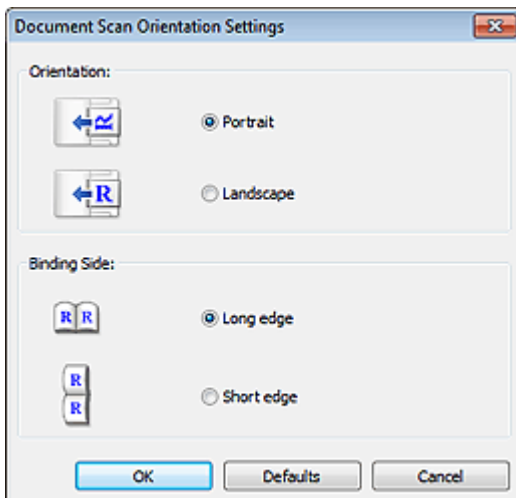 Document Scan Orientation Settings
Orientation:
R
Portrait
R
Landscape
Binding Side:
R R
Long edge
R
R
Short edge
OK Defaults Cancel